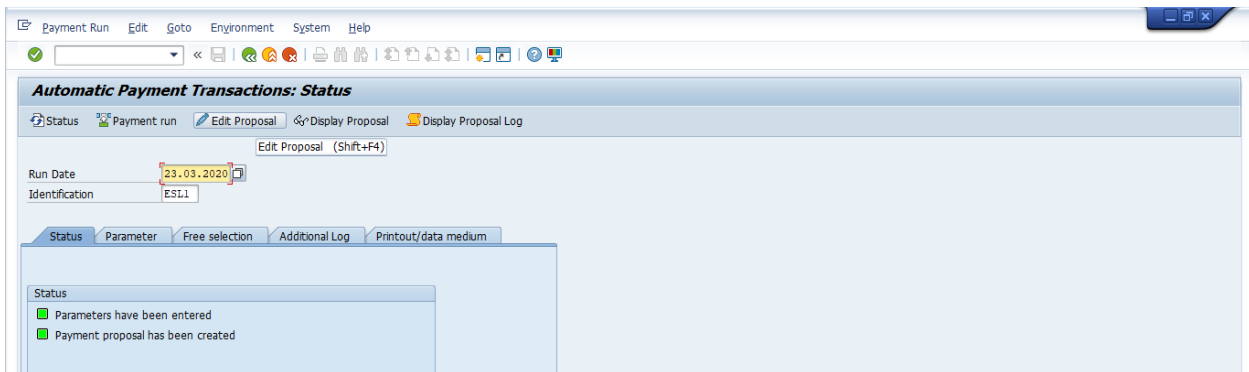 Payment Run Edit Goto Environment System Help
Automatic Payment Transactions: Status
Status Payment run Edit Proposal Display Proposal Display Proposal Log
Edit Proposal (Shift+F4)
Run Date 23.03.2020
Identification ESL1
Status Parameter Free selection Additional Log Printout/data medium
Status
Parameters have been entered
Payment proposal has been created